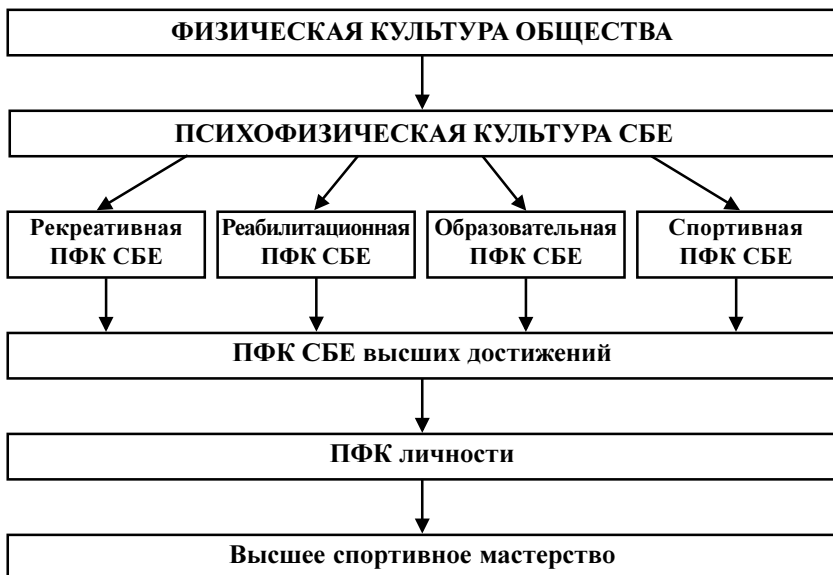 ФИЗИЧЕСКАЯ КУЛЬТУРА ОБЩЕСТВА
ПСИХОФИЗИЧЕСКАЯ КУЛЬТУРА СБЕ
Рекреативная
ПФК СБЕ
Реабилитационная
ПФК СБЕ
Образовательная
ПФК СБЕ
Спортивная
ПФК СБЕ
ПФК СБЕ высших достижений
ПФК личности
Высшее спортивное мастерство